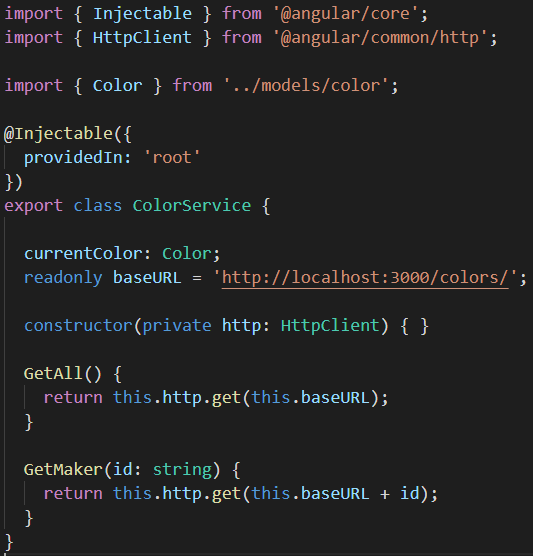 import { Injectable } from '@angular/core';
import { HttpClient } from '@angular/common/http';
import { Color } from '../models/color';
@Injectable({
  providedIn: 'root'
})
export class ColorService {
  currentColor: Color;
  readonly baseURL = 'http://localhost:3000/colors/';
  constructor(private http: HttpClient) { }
  GetAll() {
    return this.http.get(this.baseURL);
  }
  GetMaker(id: string) {
    return this.http.get(this.baseURL + id);
  }
}